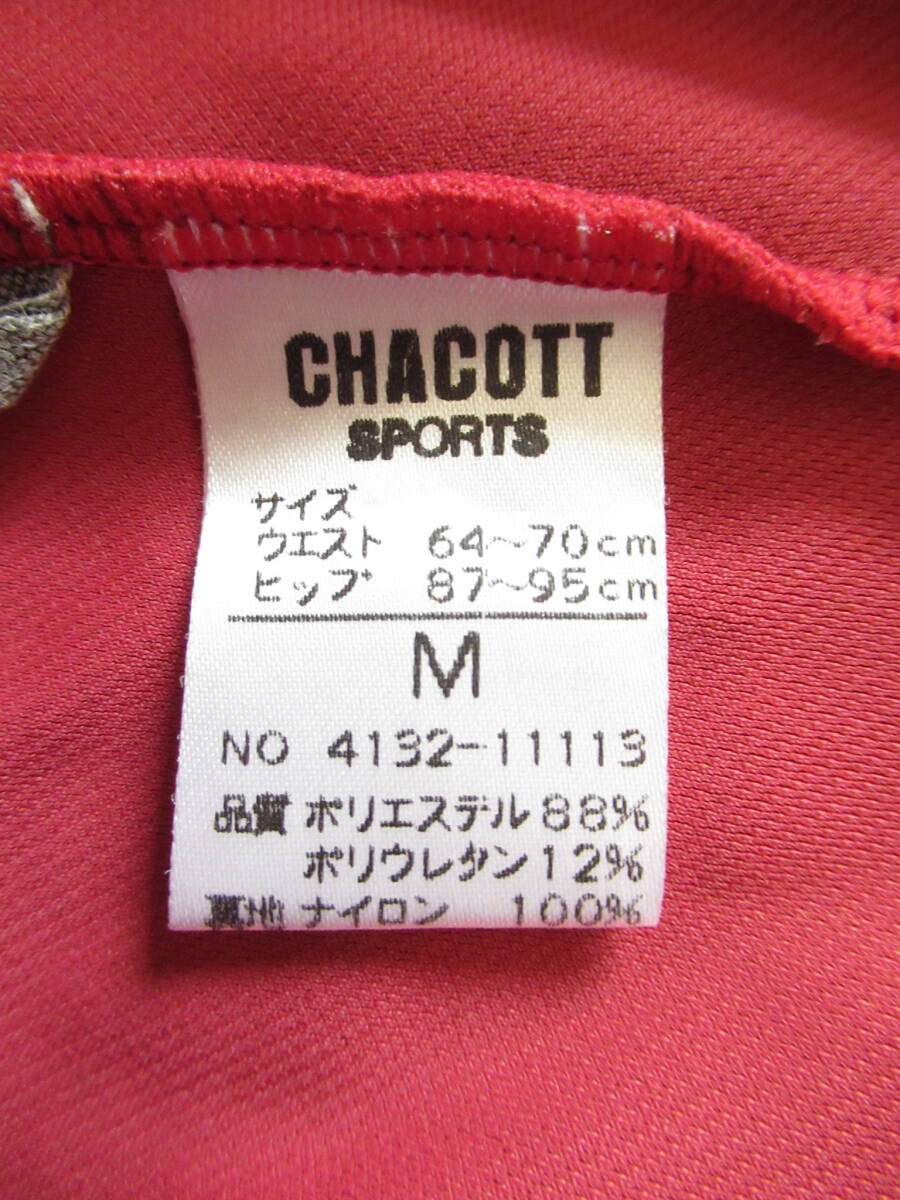 CHACOTT
SPORTS
サイズ
ウエスト 64〜70cm
ヒップ 87〜95cm
M
NO 4132-11113
品質 ポリエステル 88%
ポリウレタン 12%
裏地 ナイロン 100%